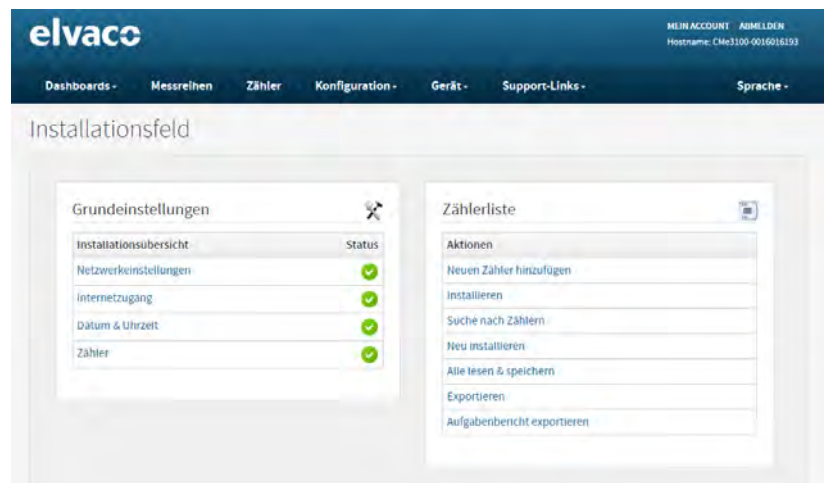 elvaco
MEIN ACCOUNT ABMELDEN
Hostname: CMe3100-0016016193
Dashboards Messreihen Zähler Konfiguration Gerät Support-Links Sprache
Installationsfeld
Grundeinstellungen
Installationsübersicht Status
Netzwerkeinstellungen
Internetzugang
Datum & Uhrzeit
Zähler
Zählerliste
Aktionen
Neuen Zähler hinzufügen
Installieren
Suche nach Zählern
Neu installieren
Alle lesen & speichern
Exportieren
Aufgabenbericht exportieren